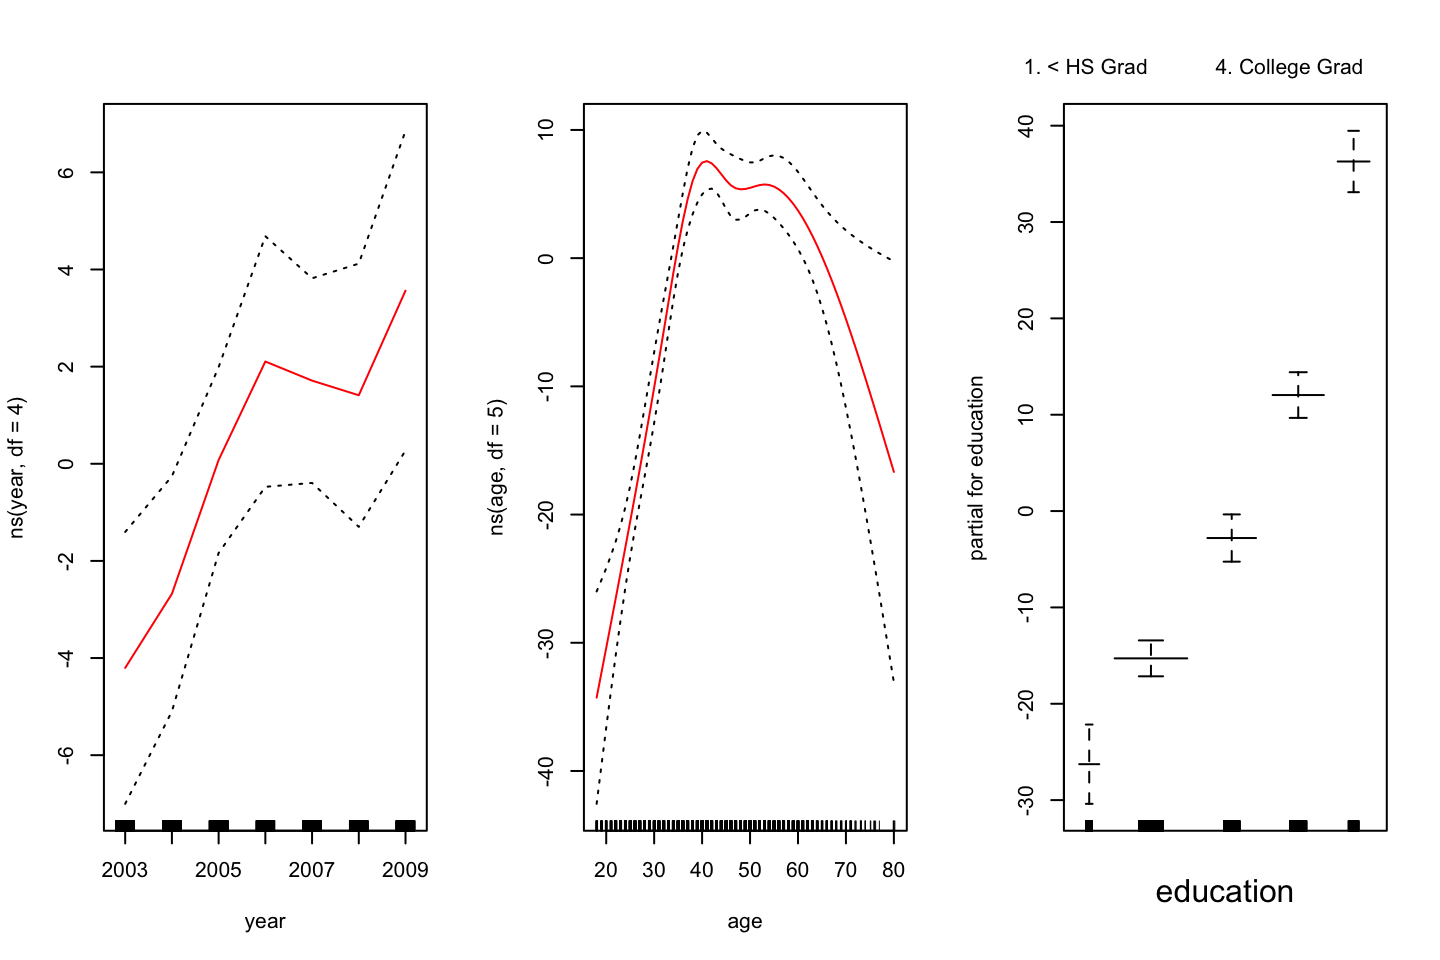 ns(year, df = 4)
6
4
2
0
-2
-4
-6
2003 2005 2007 2009
year
ns(age, df = 5)
10
0
-10
-20
-30
-40
20 30 40 50 60 70 80
age
1. < HS Grad 4. College Grad
partial for education
40
30
20
10
0
-10
-20
-30
education